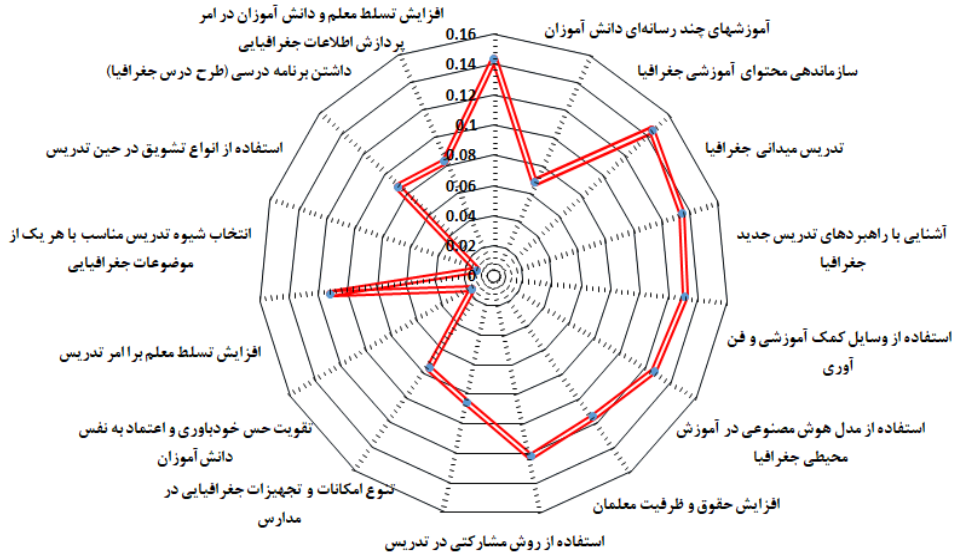 افزایش تسلط معلم و دانش آموزان در امر
پردازش اطلاعات جغرافیایی
آموزشهای چند رسانه‌ای دانش آموزان
سازماندهی محتوای آموزشی جغرافیا
تدریس میدانی جغرافیا
آشنایی با راهبردهای تدریس جدید
جغرافیا
استفاده از وسایل کمک آموزشی و فن
آوری
استفاده از مدل هوش مصنوعی در آموزش
محیطی جغرافیا
افزایش حقوق و ظرفیت معلمان
استفاده از روش مشارکتی در تدریس
تنوع امکانات و تجهیزات جغرافیایی در
مدارس
تقویت حس خودباوری و اعتماد به نفس
دانش آموزان
افزایش تسلط معلم برا امر تدریس
انتخاب شیوه تدریس مناسب با هر یک از
موضوعات جغرافیایی
استفاده از انواع تشویق در حین تدریس
داشتن برنامه درسی (طرح درس جغرافیا)
0.16
0.14
0.12
0.1
0.08
0.06
0.04
0.02
0